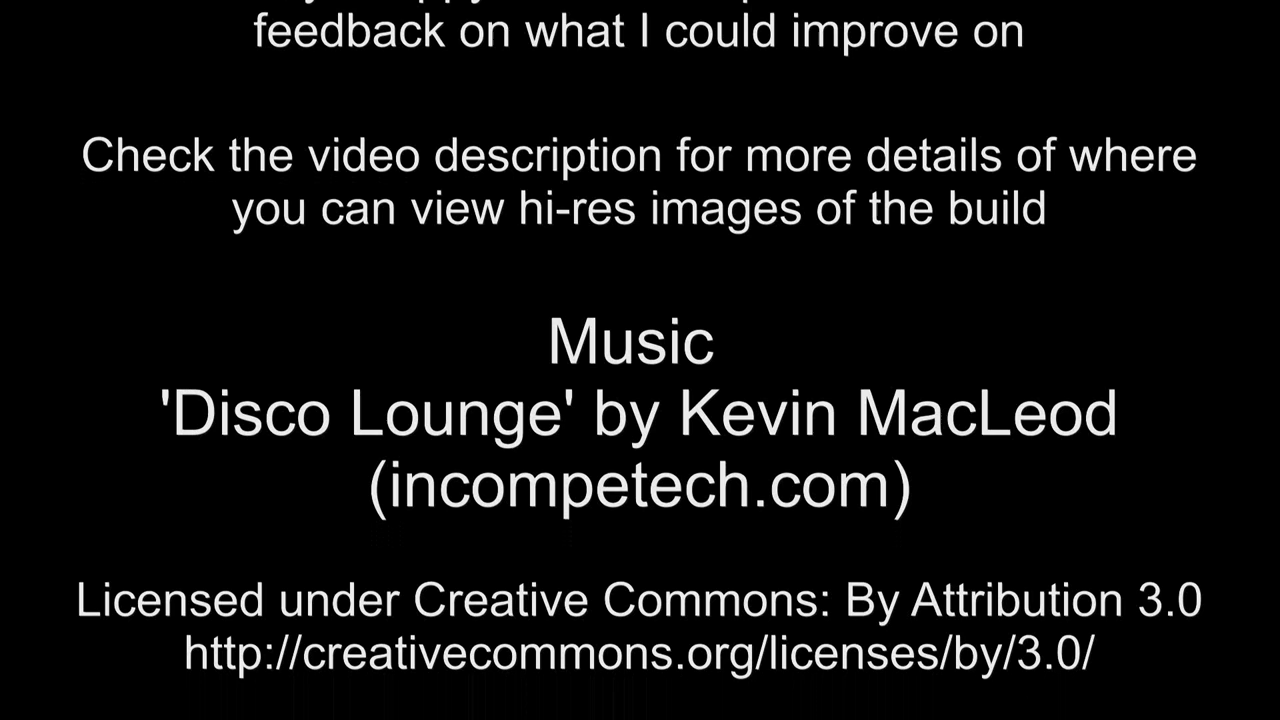 feedback on what I could improve on
Check the video description for more details of where
you can view hi-res images of the build
Music
'Disco Lounge' by Kevin MacLeod
(incompetech.com)
Licensed under Creative Commons: By Attribution 3.0
http://creativecommons.org/licenses/by/3.0/